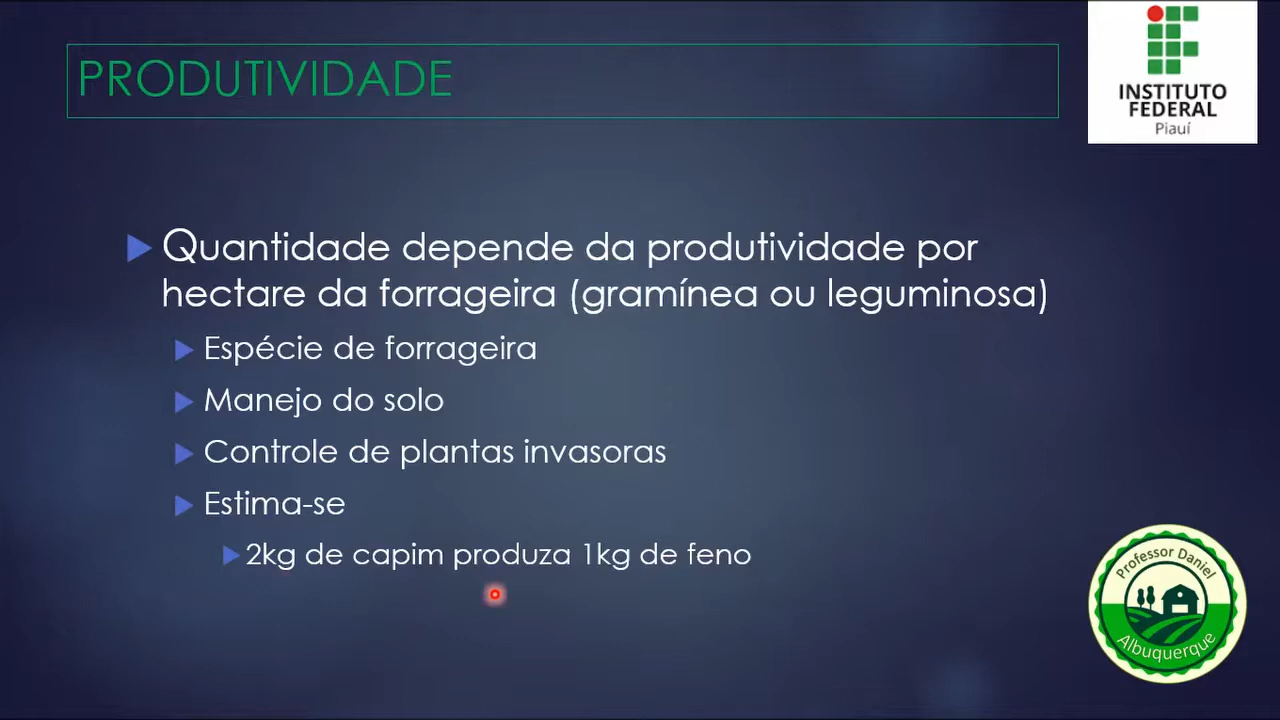 PRODUTIVIDADE
INSTITUTO
FEDERAL
Piauí
Quantidade depende da produtividade por
hectare da forrageira (gramínea ou leguminosa)
Espécie de forrageira
Manejo do solo
Controle de plantas invasoras
Estima-se
2kg de capim produza 1kg de feno
Professor Daniel
Albuquerque